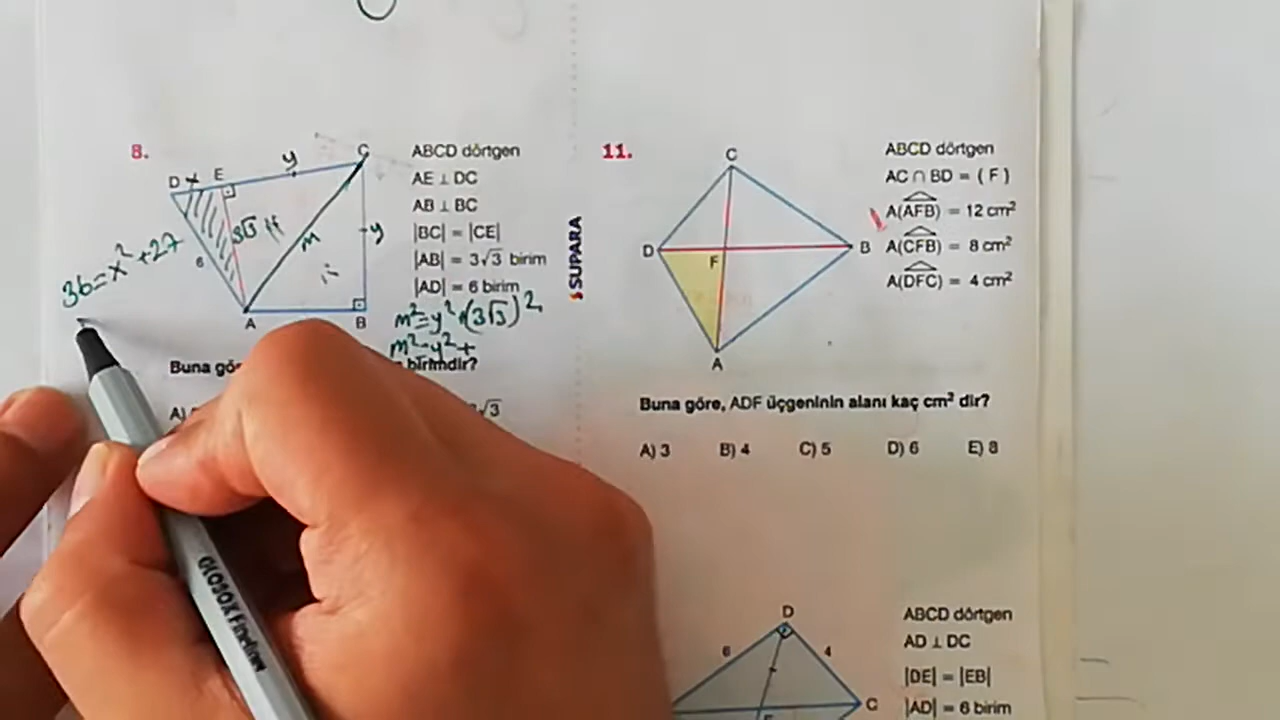 8.
D x E y C
3√3
m
y
6
A B
36=x²+27
ABCD dörtgen
AE ⊥ DC
AB ⊥ BC
|BC| = |CE|
|AB| = 3√3 birim
|AD| = 6 birim
m²=y²+(3√3)²
m²=y²+
Buna birimdir?
A)
√3
SUPARA
11.
C
D B
F
A
ABCD dörtgen
AC ∩ BD = { F }
A(AFB) = 12 cm²
A(CFB) = 8 cm²
A(DFC) = 4 cm²
Buna göre, ADF üçgeninin alanı kaç cm² dir?
A) 3 B) 4 C) 5 D) 6 E) 8
D
6 4
C
ABCD dörtgen
AD ⊥ DC
|DE| = |EB|
|AD| = 6 birim
Fineliner